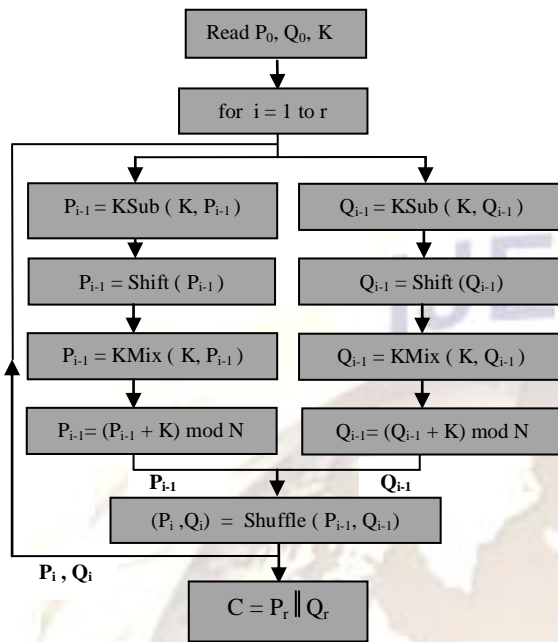 Read P₀, Q₀, K
for i = 1 to r
Pᵢ₋₁ = KSub ( K, Pᵢ₋₁ )
Qᵢ₋₁ = KSub ( K, Qᵢ₋₁ )
Pᵢ₋₁ = Shift ( Pᵢ₋₁ )
Qᵢ₋₁ = Shift (Qᵢ₋₁ )
Pᵢ₋₁ = KMix ( K, Pᵢ₋₁ )
Qᵢ₋₁ = KMix ( K, Qᵢ₋₁ )
Pᵢ₋₁= (Pᵢ₋₁ + K) mod N
Qᵢ₋₁= (Qᵢ₋₁ + K) mod N
Pᵢ₋₁
Qᵢ₋₁
(Pᵢ ,Qᵢ) = Shuffle ( Pᵢ₋₁, Qᵢ₋₁)
Pᵢ , Qᵢ
C = Pᵣ ‖ Qᵣ